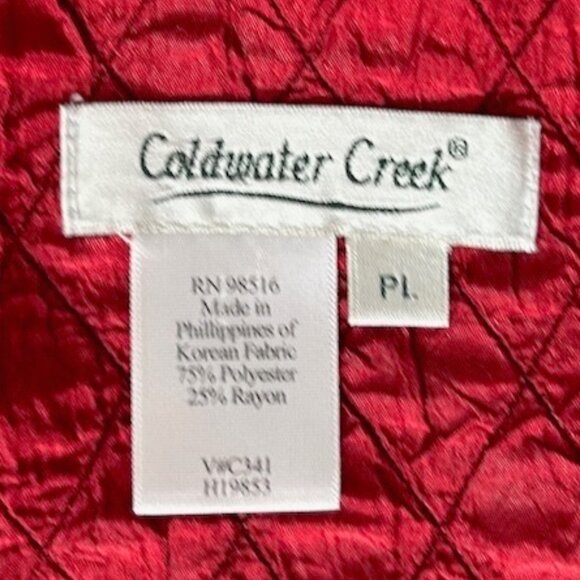 Coldwater Creek®
PL
RN 98516
Made in
Phillippines of
Korean Fabric
75% Polyester
25% Rayon
V#C341
H19853